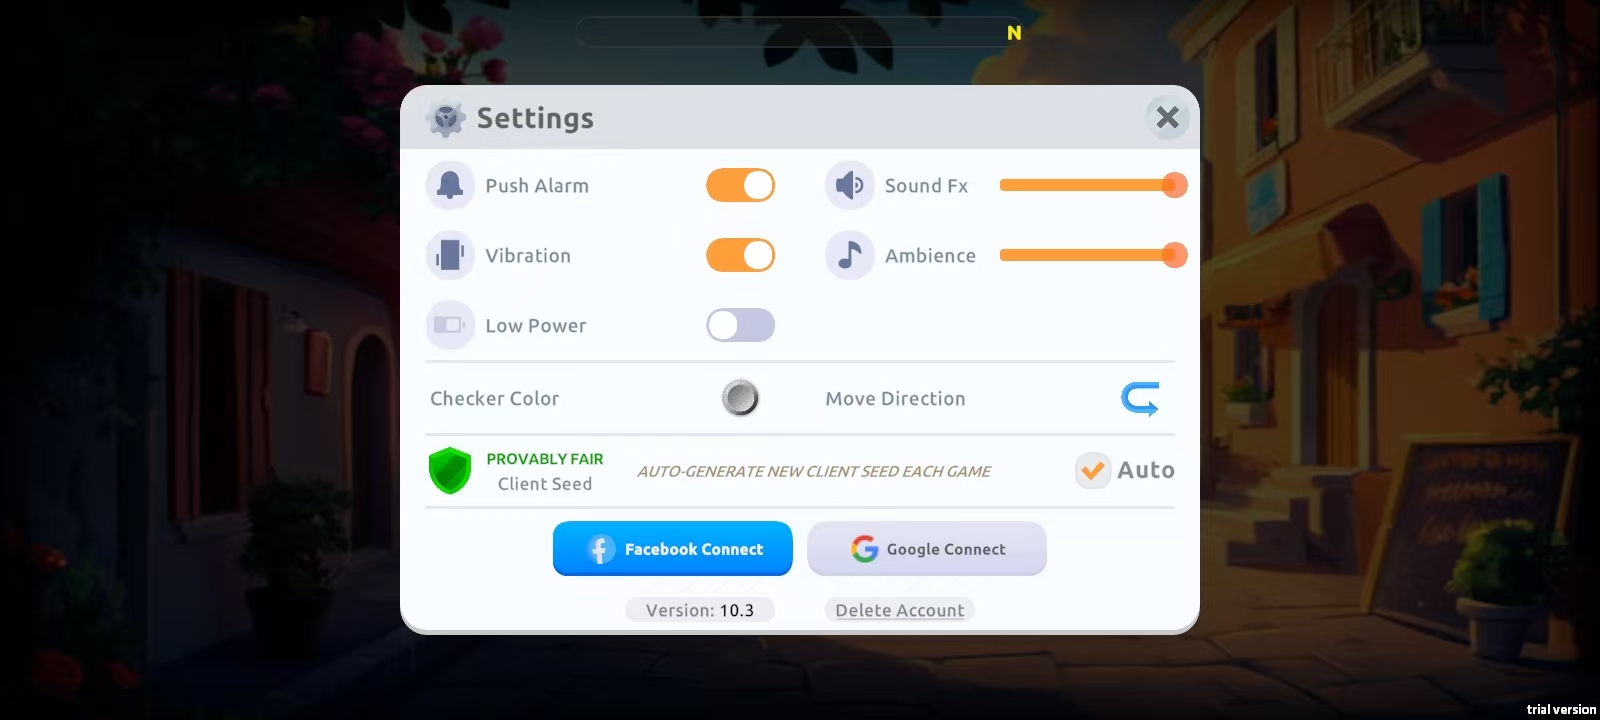 N
Settings
Push Alarm
Sound Fx
Vibration
Ambience
Low Power
Checker Color
Move Direction
PROVABLY FAIR
Client Seed
AUTO-GENERATE NEW CLIENT SEED EACH GAME
Auto
Facebook Connect
Google Connect
Version: 10.3
Delete Account
trial version